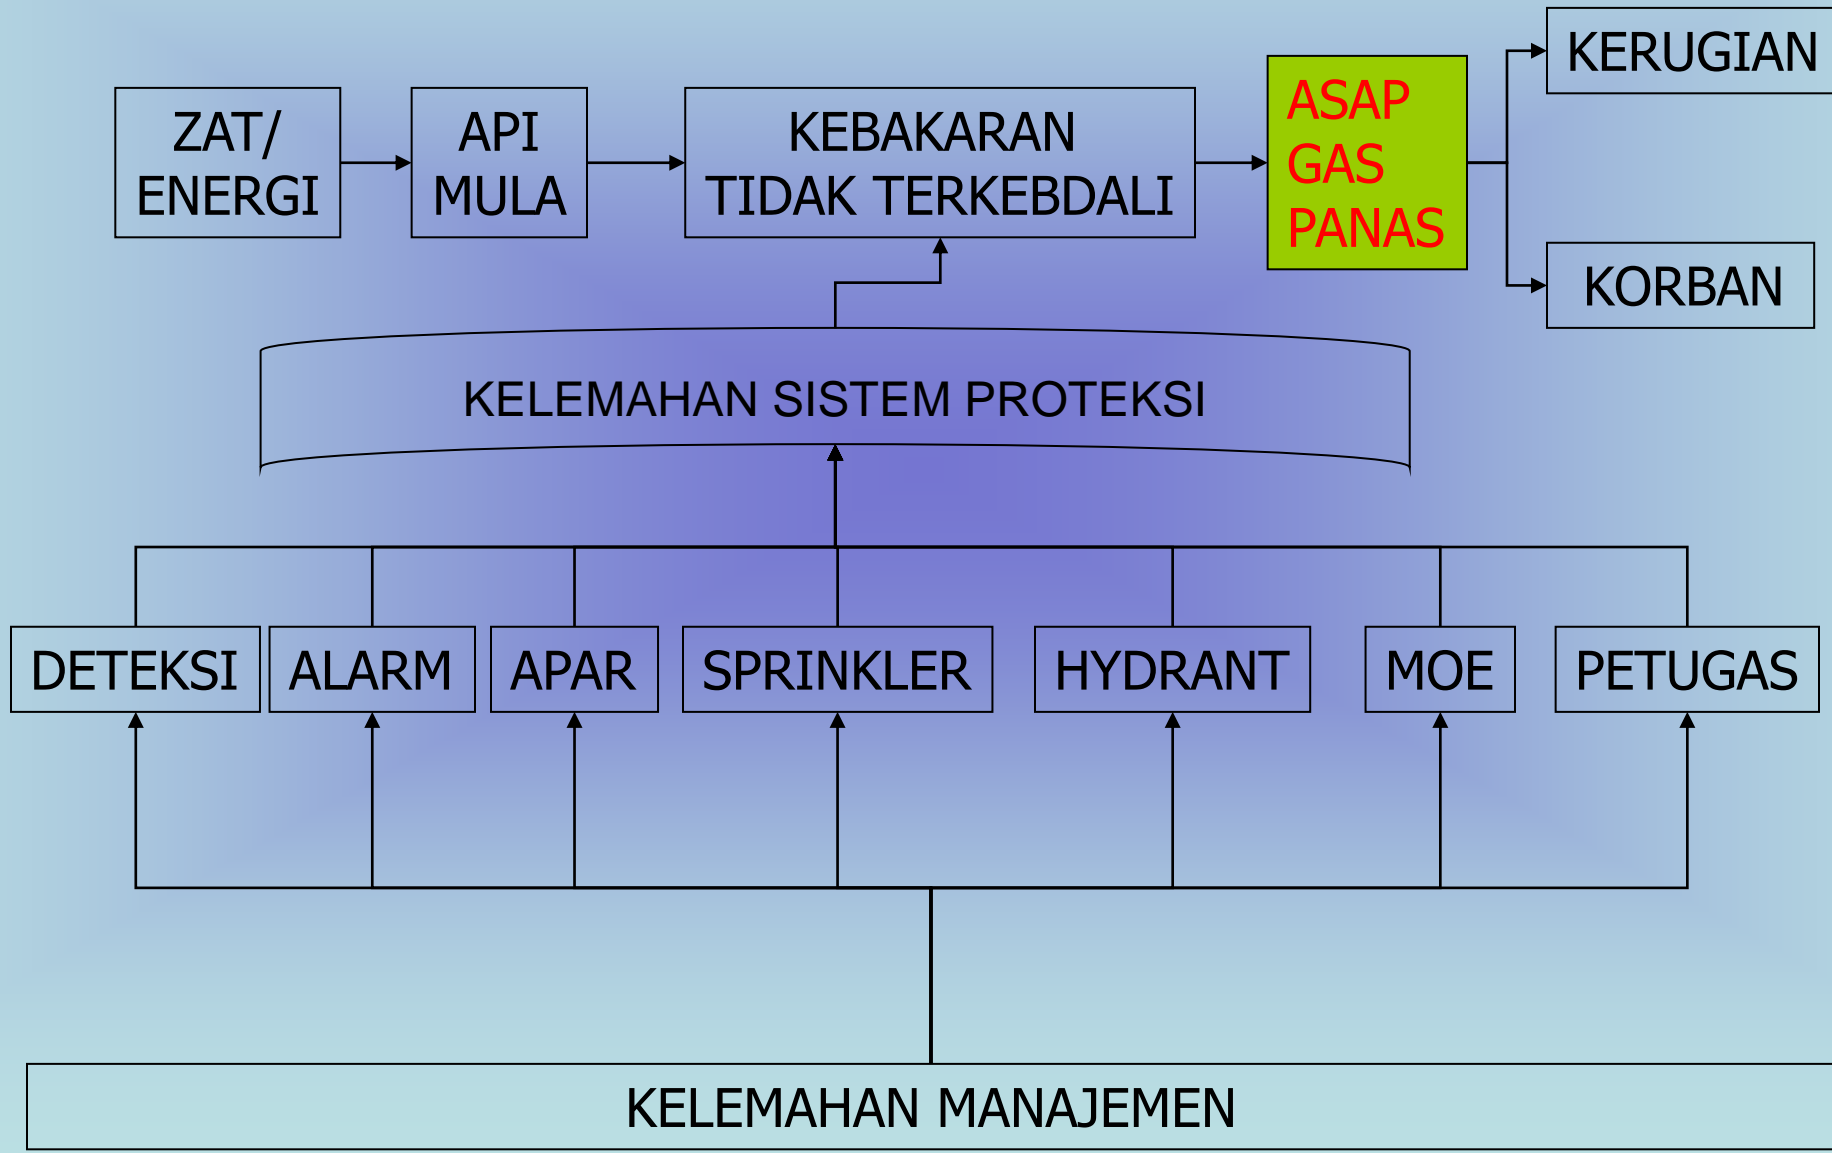 ZAT/
ENERGI
API
MULA
KEBAKARAN
TIDAK TERKEBDALI
ASAP
GAS
PANAS
KERUGIAN
KORBAN
KELEMAHAN SISTEM PROTEKSI
DETEKSI
ALARM
APAR
SPRINKLER
HYDRANT
MOE
PETUGAS
KELEMAHAN MANAJEMEN